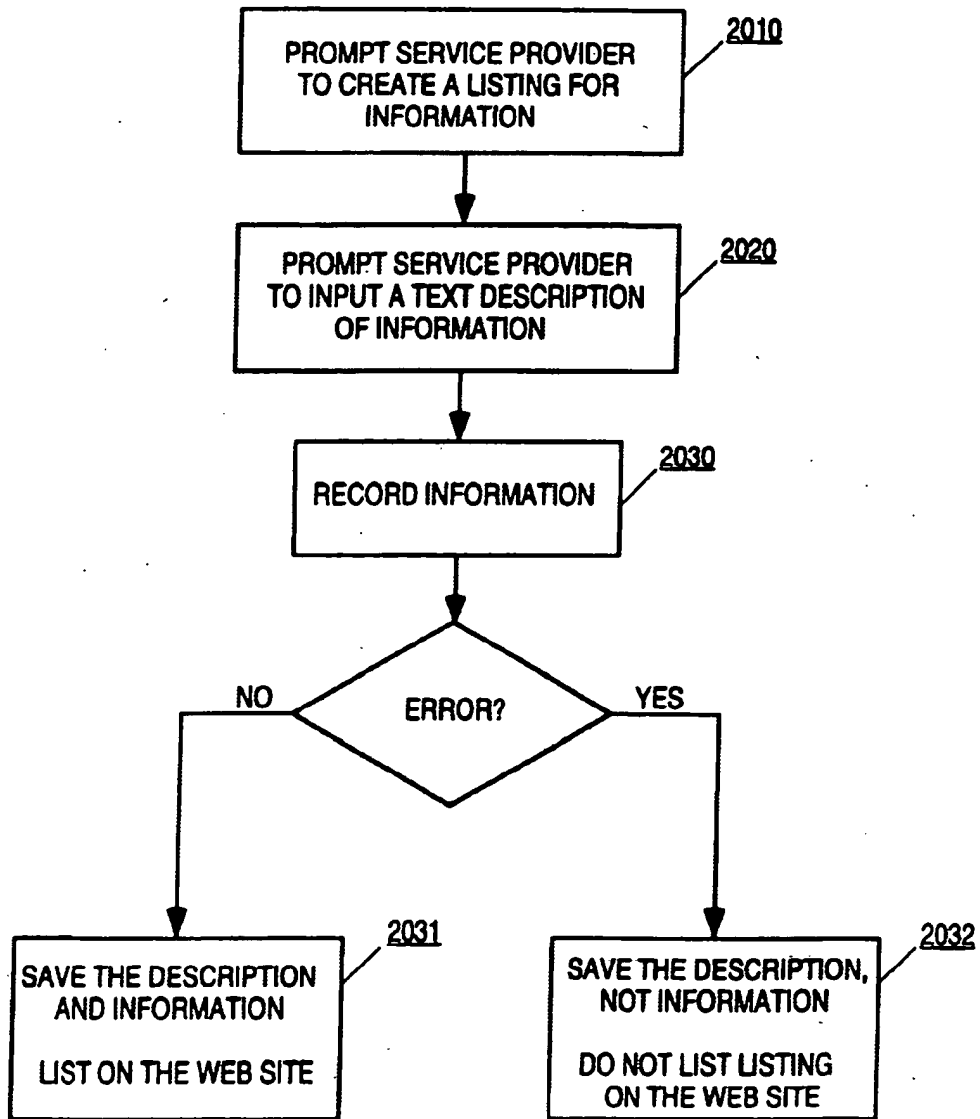 2010
PROMPT SERVICE PROVIDER
TO CREATE A LISTING FOR
INFORMATION
2020
PROMPT SERVICE PROVIDER
TO INPUT A TEXT DESCRIPTION
OF INFORMATION
2030
RECORD INFORMATION
ERROR?
NO
YES
2031
SAVE THE DESCRIPTION
AND INFORMATION
LIST ON THE WEB SITE
2032
SAVE THE DESCRIPTION,
NOT INFORMATION
DO NOT LIST LISTING
ON THE WEB SITE